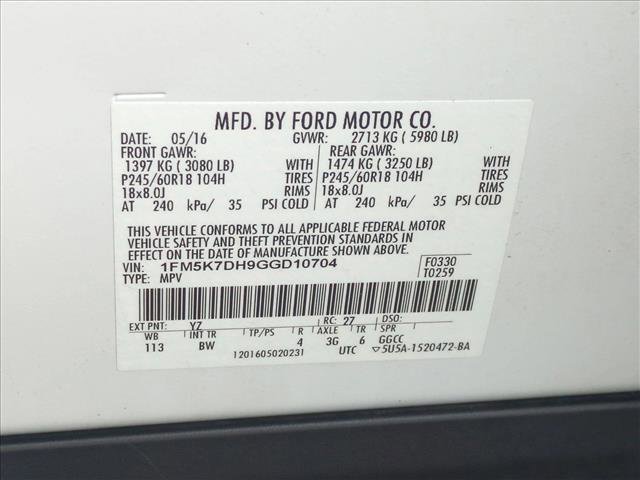 MFD. BY FORD MOTOR CO.
DATE: 05/16 GVWR: 2713 KG ( 5980 LB)
FRONT GAWR: REAR GAWR:
1397 KG ( 3080 LB) WITH 1474 KG ( 3250 LB) WITH
P245/60R18 104H TIRES P245/60R18 104H TIRES
18x8.0J RIMS 18x8.0J RIMS
AT 240 kPa/ 35 PSI COLD AT 240 kPa/ 35 PSI COLD
THIS VEHICLE CONFORMS TO ALL APPLICABLE FEDERAL MOTOR
VEHICLE SAFETY AND THEFT PREVENTION STANDARDS IN
EFFECT ON THE DATE OF MANUFACTURE SHOWN ABOVE.
VIN: 1FM5K7DH9GGD10704 F0330
TYPE: MPV T0259
EXT PNT: YZ RC: 27 DSO:
WB INT TR TP/PS R AXLE TR SPR
113 BW 4 3G 6 GGCC
1201605020231 UTC ▽5U5A-1520472-BA